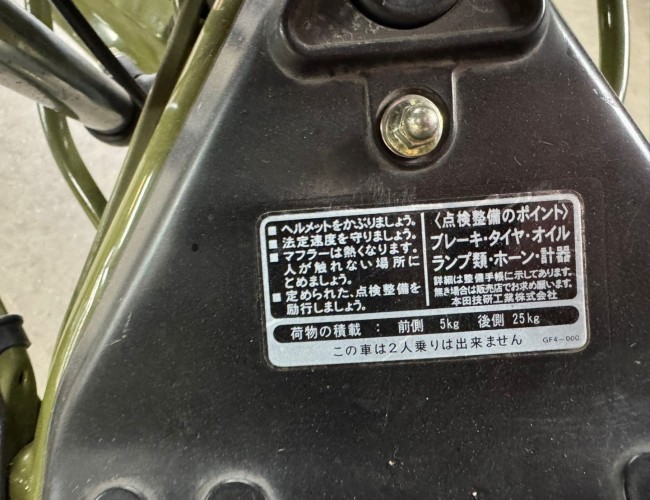 ■ヘルメットをかぶりましょう。
■法定速度を守りましょう。
■マフラーは熱くなります。
人が触れない場所に
とめましょう。
■定められた、点検整備を
励行しましょう。
〈点検整備のポイント〉
ブレーキ・タイヤ・オイル
ランプ類・ホーン・計器
詳細は整備手帳に示してあります。
無き場合は販売店でお求め願います。
本田技研工業株式会社
荷物の積載 : 前側 5kg 後側 25kg
この車は2人乗りは出来ません GF4-000